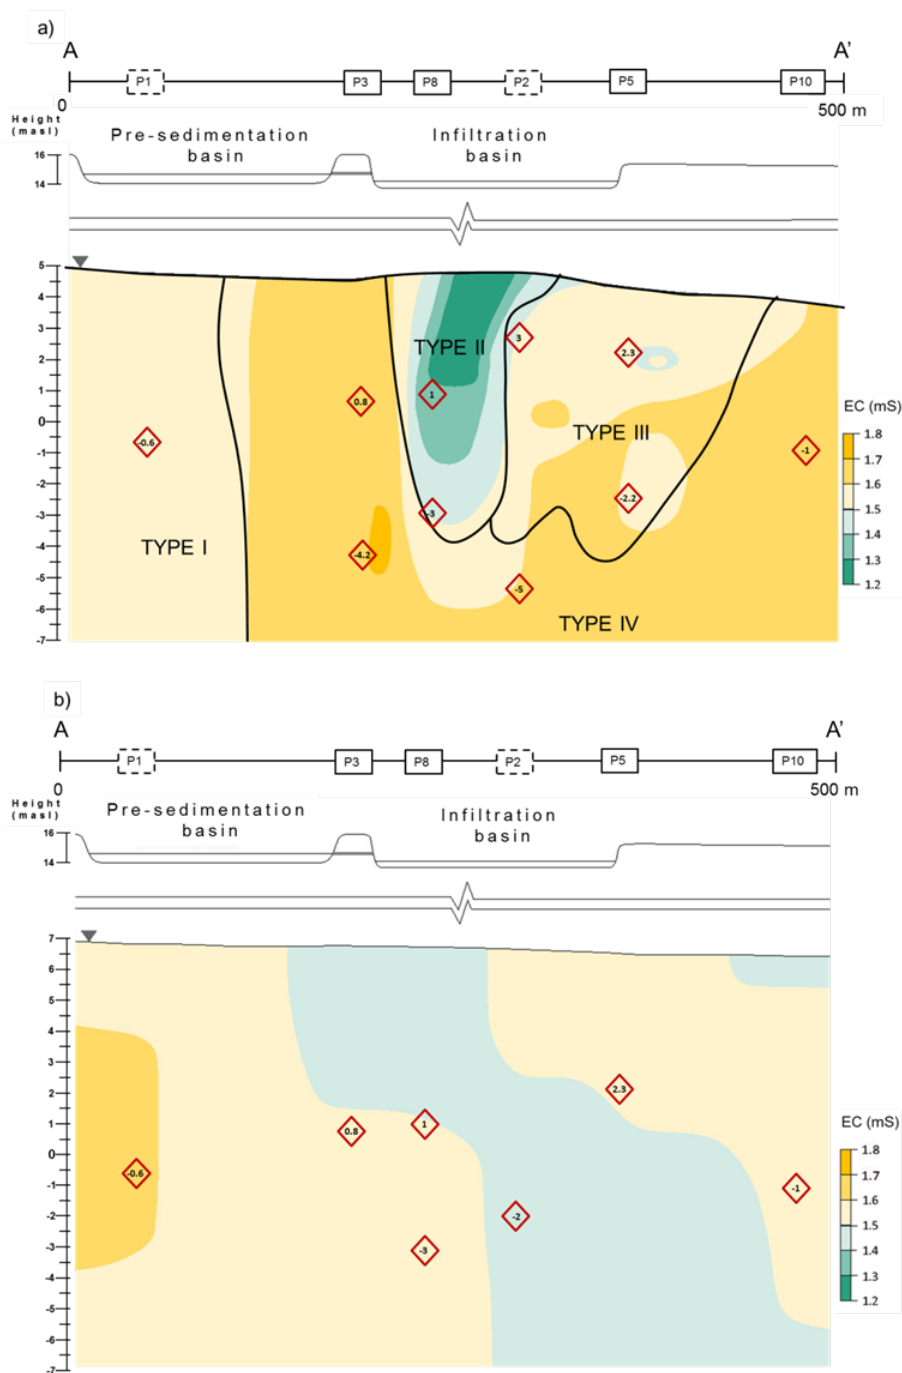 a)
A A'
P1 P3 P8 P2 P5 P10
0 500 m
Height
(masl)
Pre-sedimentation
basin
Infiltration
basin
16
14
5
4
3
2
1
0
-1
-2
-3
-4
-5
-6
-7
TYPE I
TYPE II
TYPE III
TYPE IV
-0.6
0.8
-4.2
1
-3
3
-5
2.3
-2.2
-1
EC (mS)
1.8
1.7
1.6
1.5
1.4
1.3
1.2
b)
A A'
P1 P3 P8 P2 P5 P10
0 500 m
Height
(masl)
Pre-sedimentation
basin
Infiltration
basin
16
14
7
6
5
4
3
2
1
0
-1
-2
-3
-4
-5
-6
-7
-0.6
0.8
1
-3
-2
2.3
-1
EC (mS)
1.8
1.7
1.6
1.5
1.4
1.3
1.2